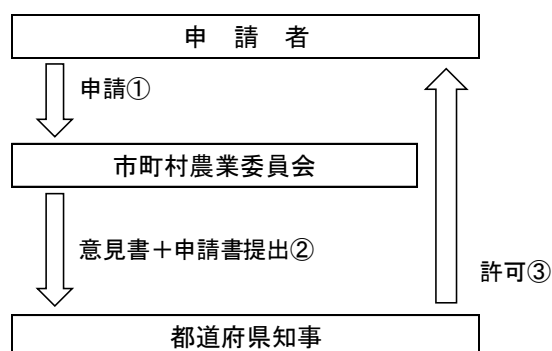 申　請　者
申請①
市町村農業委員会
意見書＋申請書提出②
許可③
都道府県知事